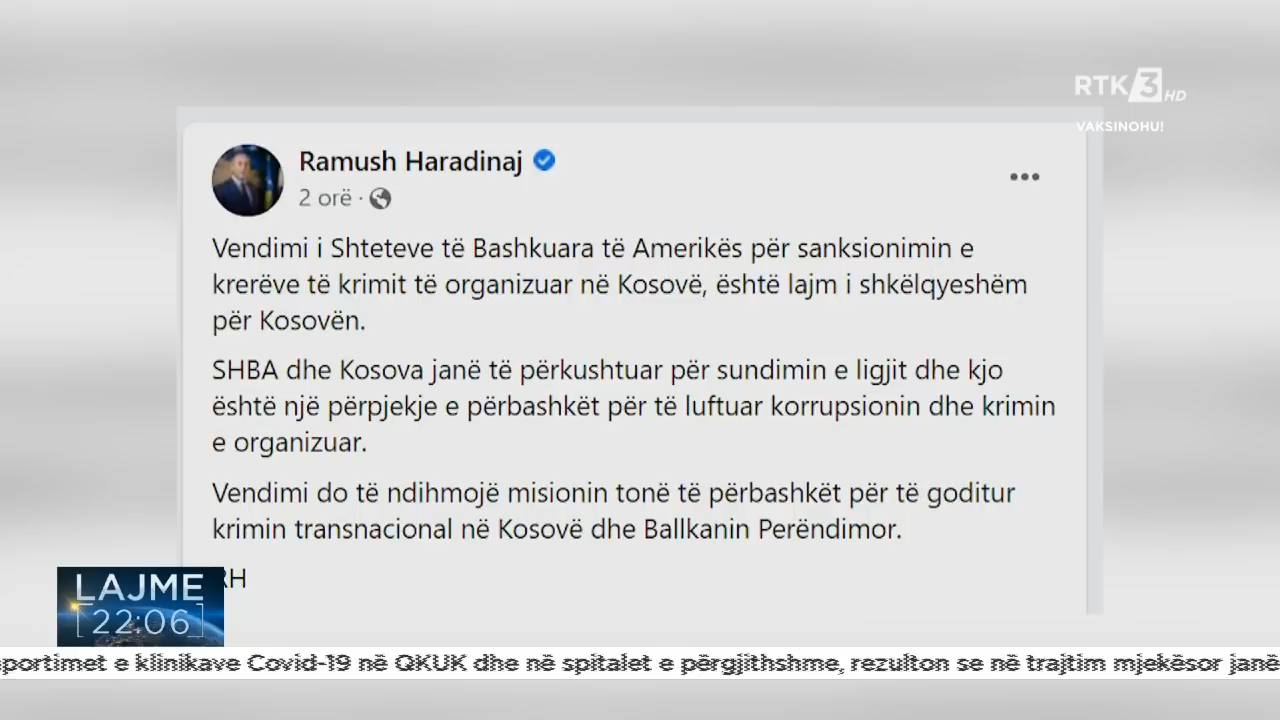 RTK 3 HD
VAKSINOHU!
Ramush Haradinaj
2 orë ·
Vendimi i Shteteve të Bashkuara të Amerikës për sanksionimin e
krerëve të krimit të organizuar në Kosovë, është lajm i shkëlqyeshëm
për Kosovën.
SHBA dhe Kosova janë të përkushtuar për sundimin e ligjit dhe kjo
është një përpjekje e përbashkët për të luftuar korrupsionin dhe krimin
e organizuar.
Vendimi do të ndihmojë misionin tonë të përbashkët për të goditur
krimin transnacional në Kosovë dhe Ballkanin Perëndimor.
RH
LAJME
[22:06]
portimet e klinikave Covid-19 në QKUK dhe në spitalet e përgjithshme, rezulton se në trajtim mjekësor janë